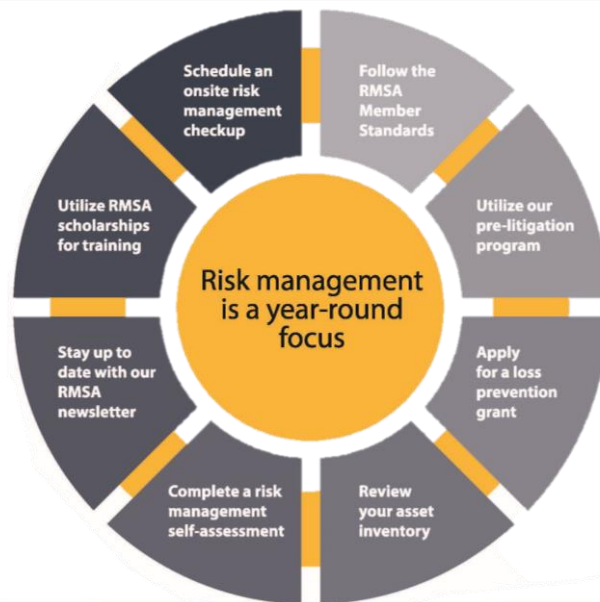 Schedule an
onsite risk
management
checkup
Follow the
RMSA
Member
Standards
Utilize our
pre-litigation
program
Apply
for a loss
prevention
grant
Review
your asset
inventory
Complete a risk
management
self-assessment
Stay up to
date with our
RMSA
newsletter
Utilize RMSA
scholarships
for training
Risk management
is a year-round
focus